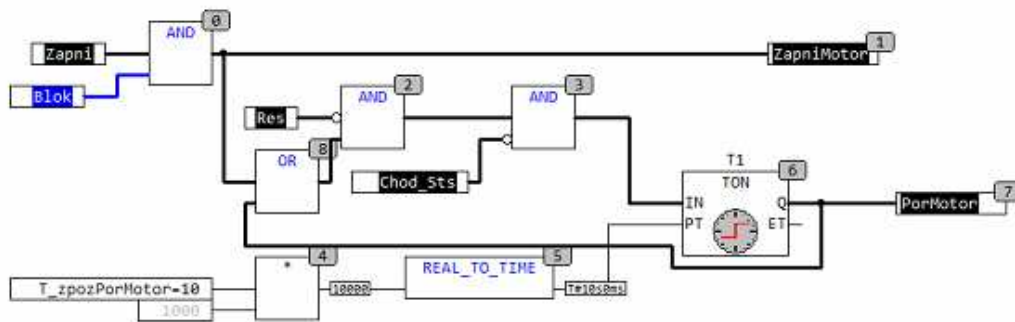 AND 0
Zapni
ZapniMotor 1
Blok
AND 2
AND 3
Res
OR 8
Chod_Sts
T1
TON 6
IN Q
PT ET
PorMotor 7
* 4
REAL_TO_TIME 5
T_zpozPorMotor=10
10000
T#10s0ms
1000